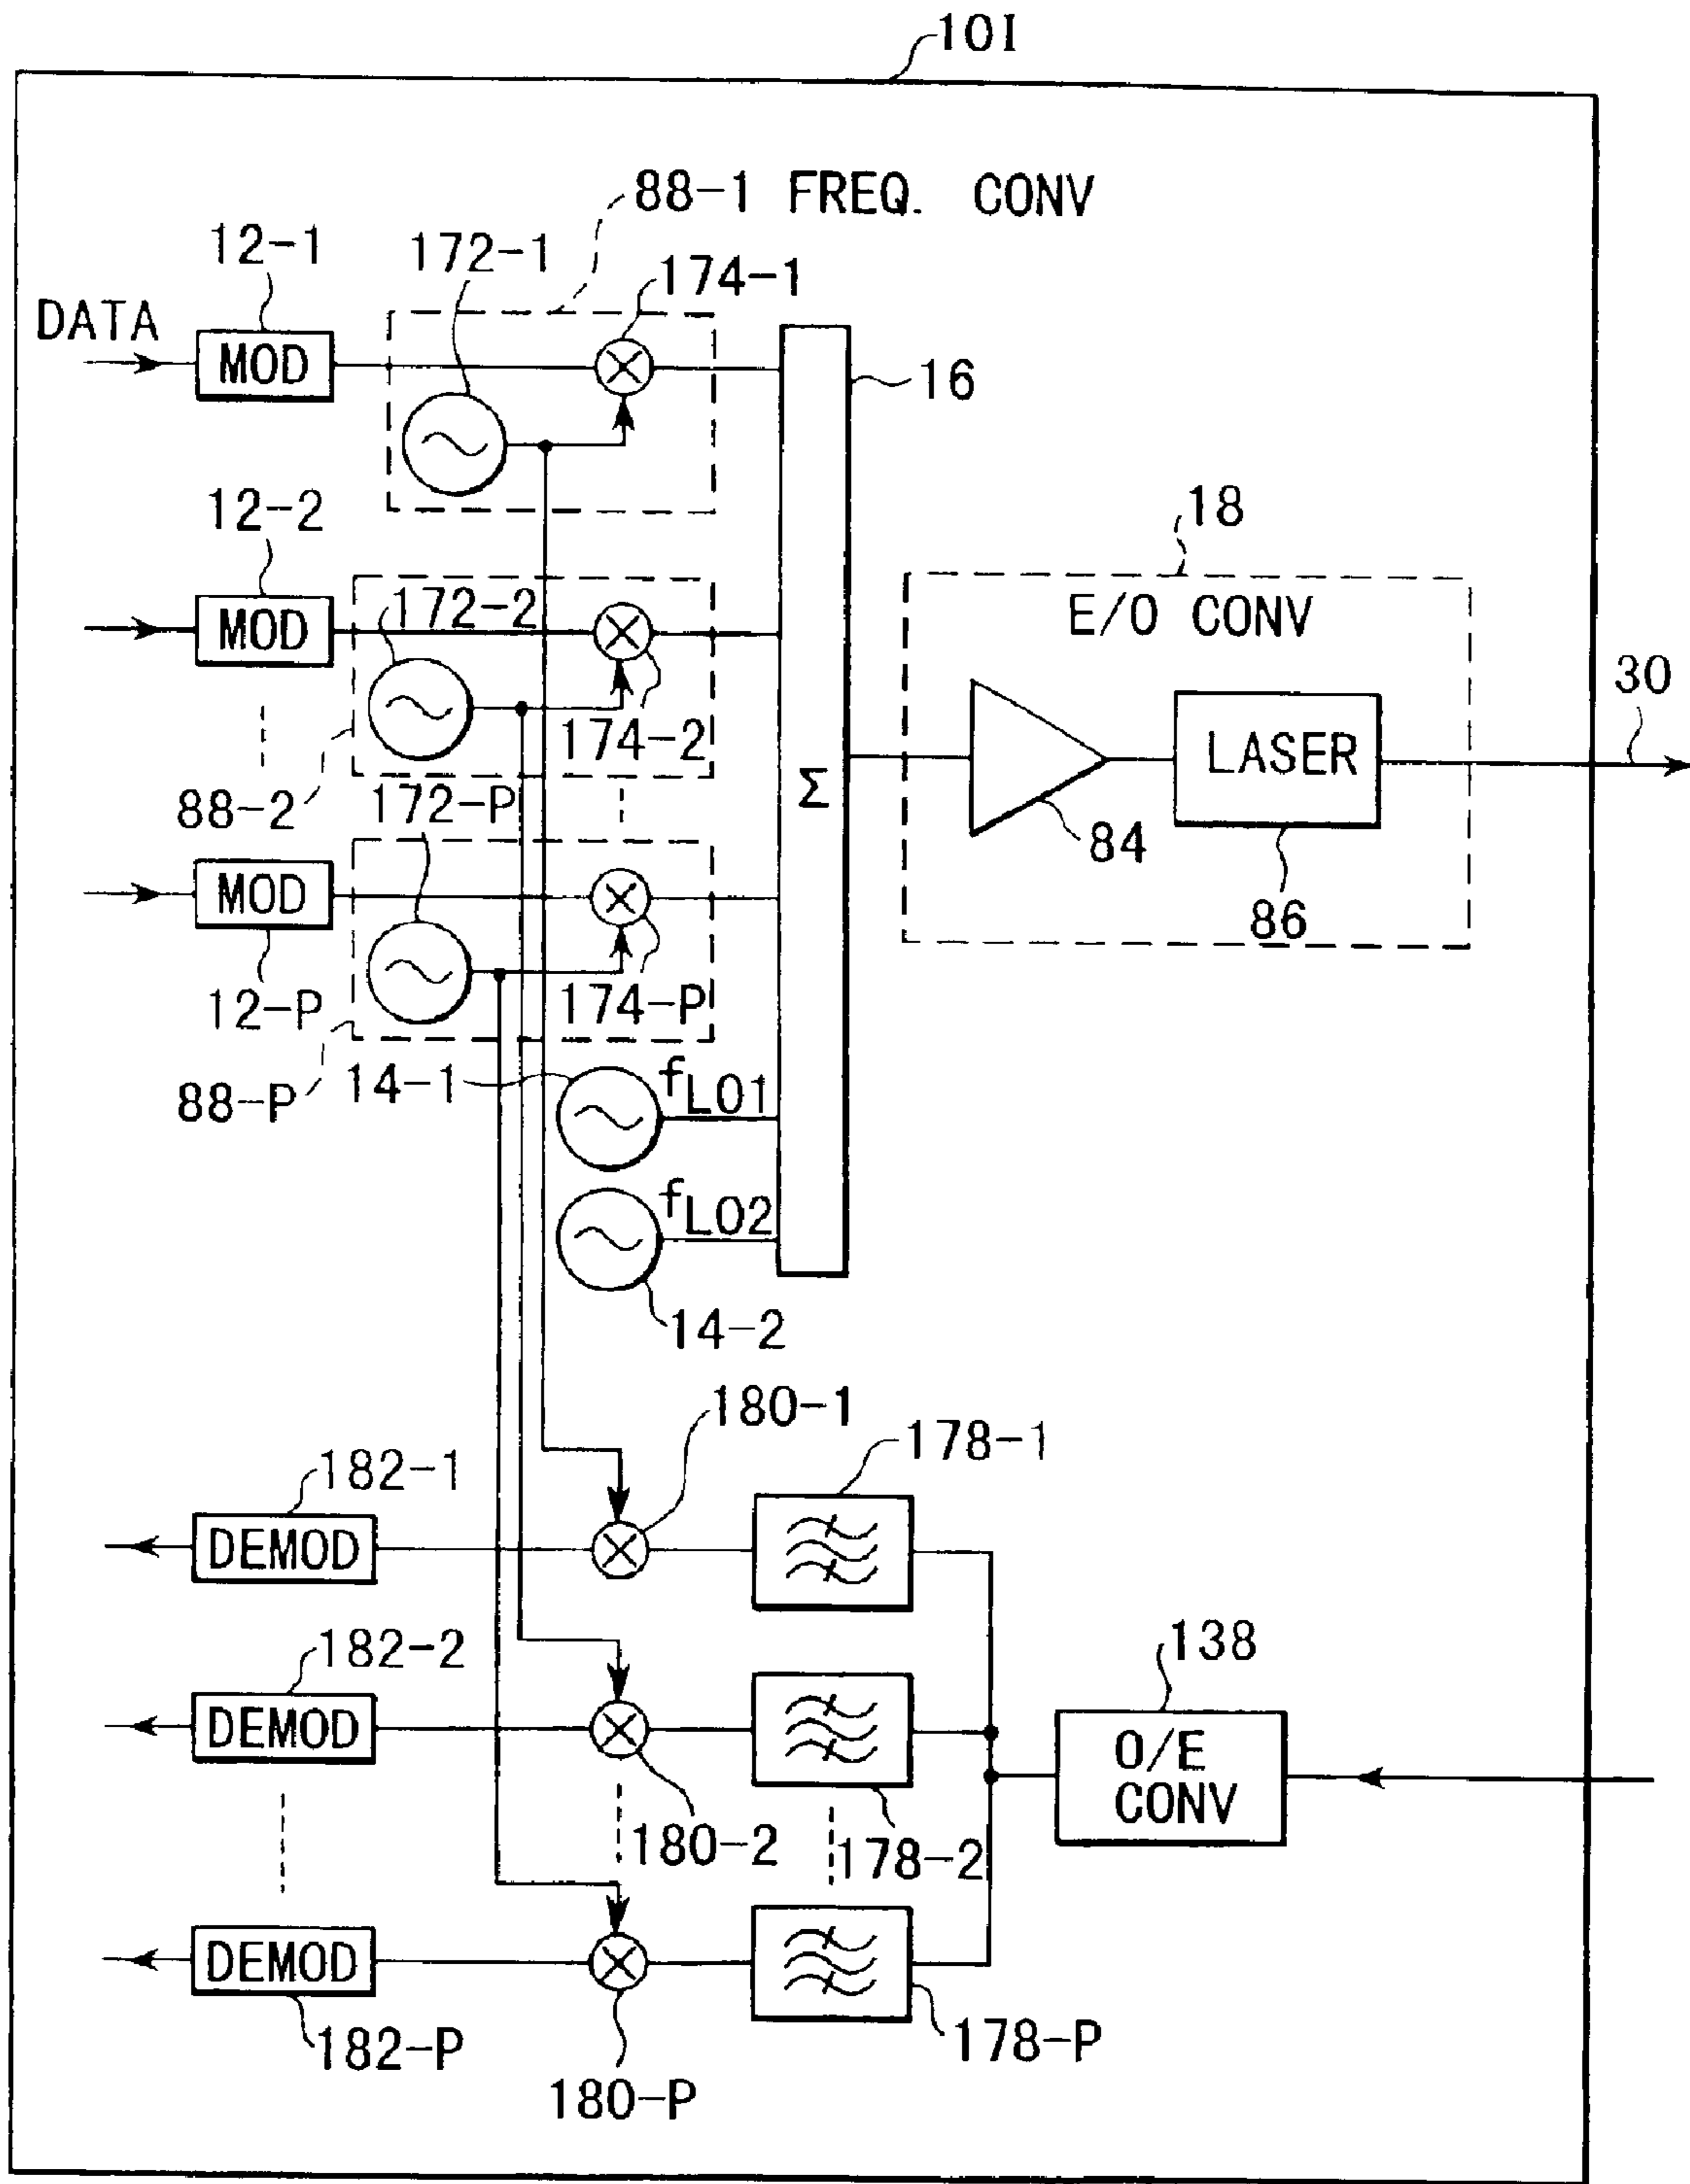 10I
88-1 FREQ. CONV
12-1
172-1
174-1
DATA
MOD
16
12-2
18
172-2
E/O CONV
MOD
30
174-2
LASER
Σ
88-2
172-P
84
MOD
86
12-P
174-P
88-P
14-1
fLO1
fLO2
14-2
180-1
178-1
182-1
DEMOD
182-2
138
DEMOD
O/E
CONV
180-2
178-2
DEMOD
182-P
178-P
180-P